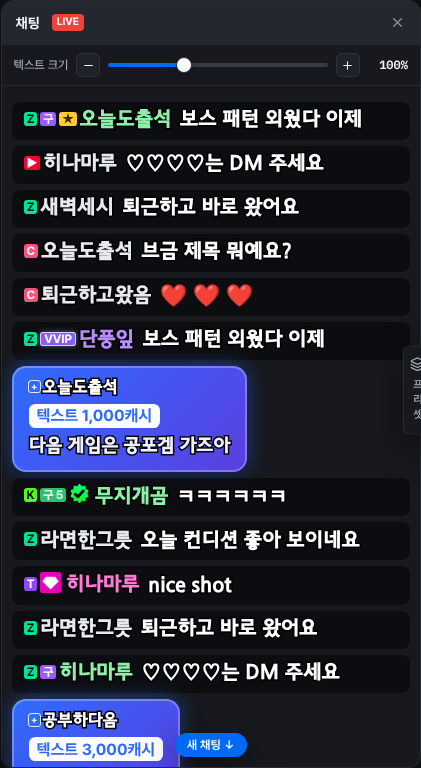 채팅 LIVE
텍스트 크기 100%
Z 구 오늘도출석 보스 패턴 외웠다 이제
히나마루 ♡♡♡♡는 DM 주세요
Z 새벽세시 퇴근하고 바로 왔어요
C 오늘도출석 브금 제목 뭐예요?
C 퇴근하고왔음 ❤️ ❤️ ❤️
Z VVIP 단풍잎 보스 패턴 외웠다 이제
오늘도출석
텍스트 1,000캐시
다음 게임은 공포겜 가즈아
프
리
셋
K 구 5 무지개곰 ㅋㅋㅋㅋㅋㅋ
Z 라면한그릇 오늘 컨디션 좋아 보이네요
T 히나마루 nice shot
Z 라면한그릇 퇴근하고 바로 왔어요
Z 구 히나마루 ♡♡♡♡는 DM 주세요
공부하다음
텍스트 3,000캐시
새 채팅 ↓